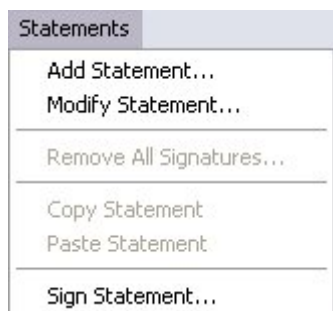 Statements
Add Statement...
Modify Statement...
Remove All Signatures...
Copy Statement
Paste Statement
Sign Statement...